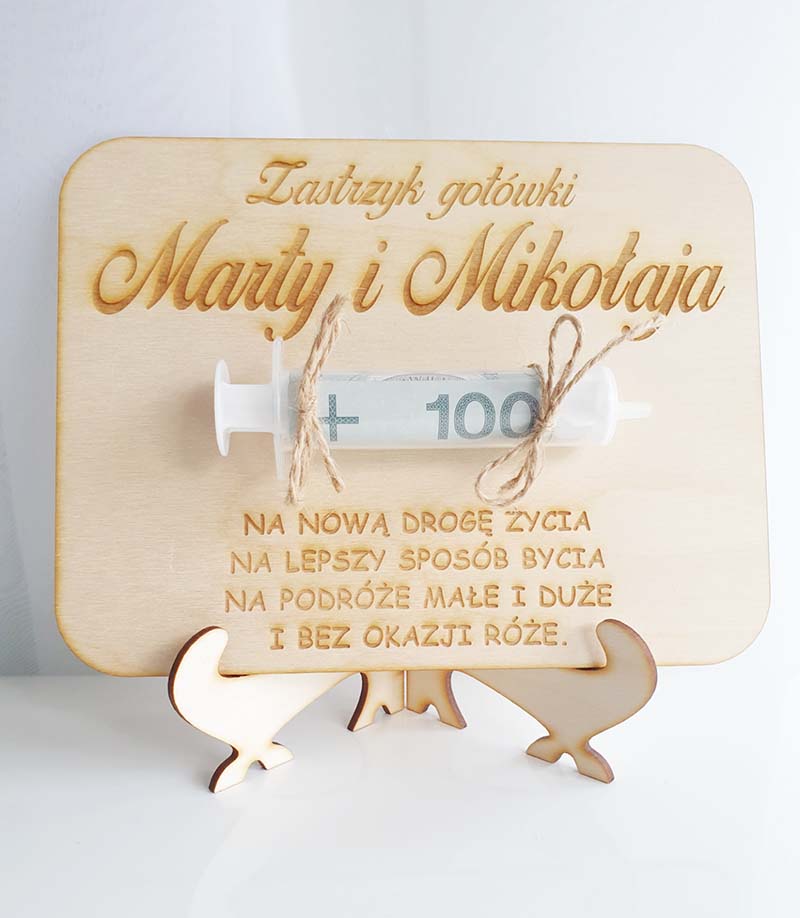 Zastrzyk gotówki
Marty i Mikołaja
100
NA NOWĄ DROGĘ ŻYCIA
NA LEPSZY SPOSÓB BYCIA
NA PODRÓŻE MAŁE I DUŻE
I BEZ OKAZJI RÓŻE.